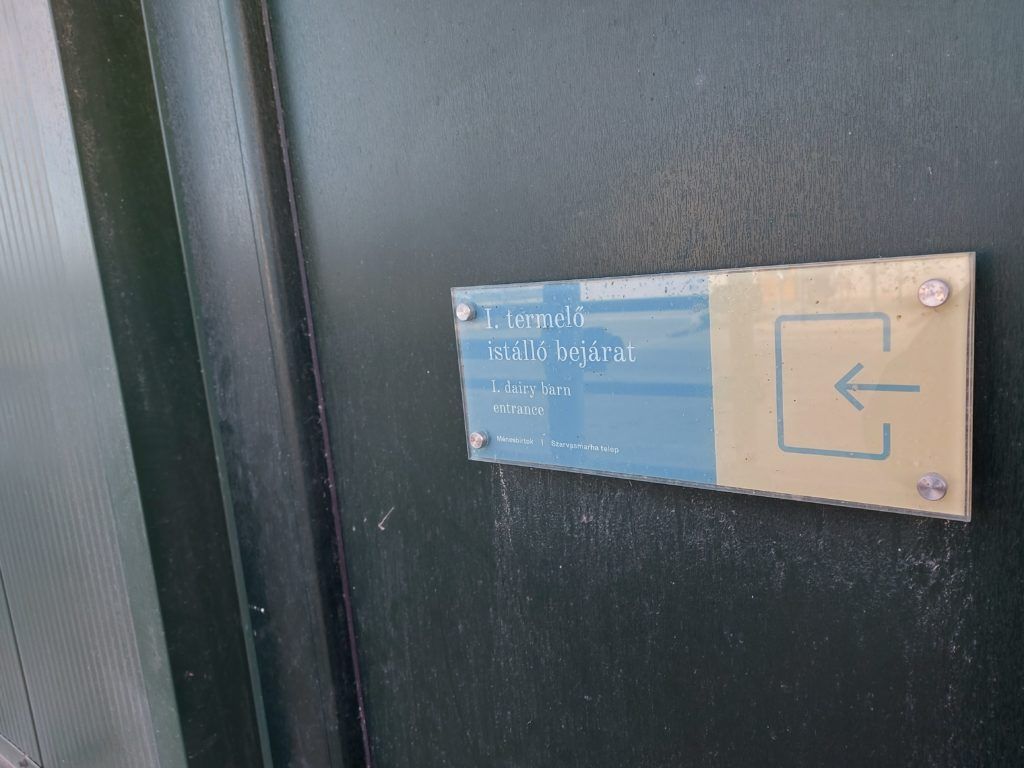 I. termelő
istálló bejárat
I. dairy barn
entrance
Ménesbirtok | Szarvasmarha telep